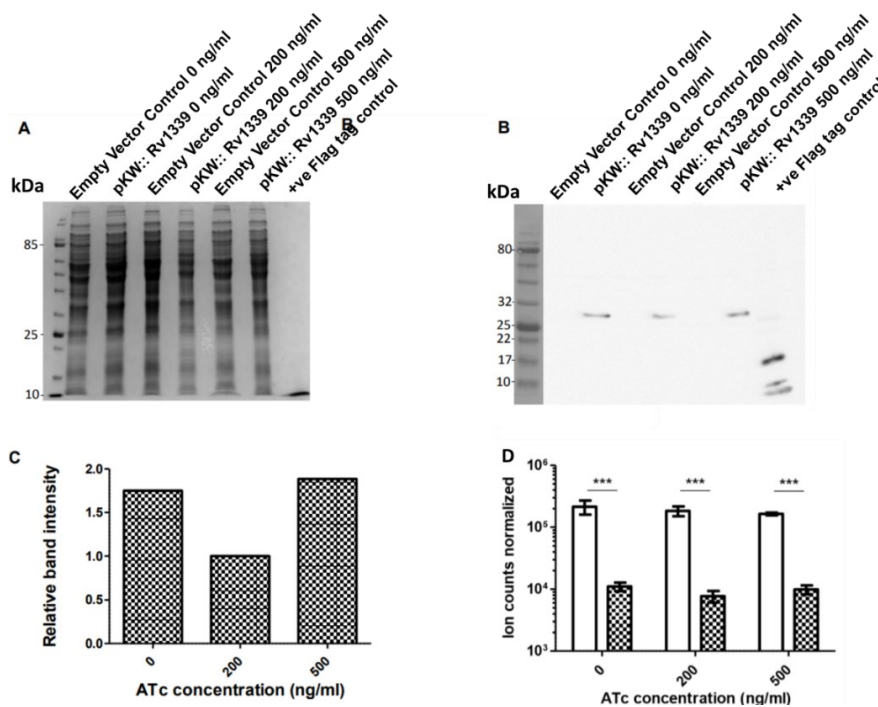 A
Empty Vector Control 0 ng/ml
pKW:: Rv1339 0 ng/ml
Empty Vector Control 200 ng/ml
pKW:: Rv1339 200 ng/ml
Empty Vector Control 500 ng/ml
pKW:: Rv1339 500 ng/ml
+ve Flag tag control
kDa
85
25
10
B
B
Empty Vector Control 0 ng/ml
pKW:: Rv1339 0 ng/ml
Empty Vector Control 200 ng/ml
pKW:: Rv1339 200 ng/ml
Empty Vector Control 500 ng/ml
pKW:: Rv1339 500 ng/ml
+ve Flag tag control
kDa
80
32
25
22
17
10
C
Relative band intensity
2.0
1.5
1.0
0.5
0.0
0
200
500
ATc concentration (ng/ml)
D
Ion counts normalized
10⁶
10⁵
10⁴
10³
***
***
***
0
200
500
ATc concentration (ng/ml)